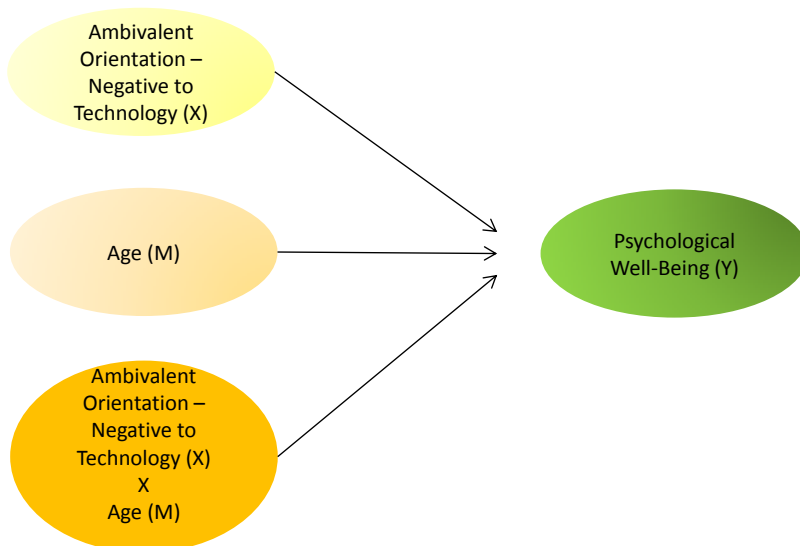 Ambivalent
Orientation –
Negative to
Technology (X)
Age (M)
Psychological
Well-Being (Y)
Ambivalent
Orientation –
Negative to
Technology (X)
X
Age (M)